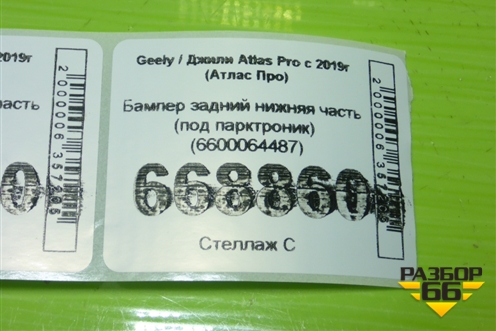 2019г
Geely / Джили Atlas Pro с 2019г
(Атлас Про)
часть
Бампер задний нижняя часть
(под парктроник)
(6600064487)
668860
Стеллаж С
РАЗБОР
66